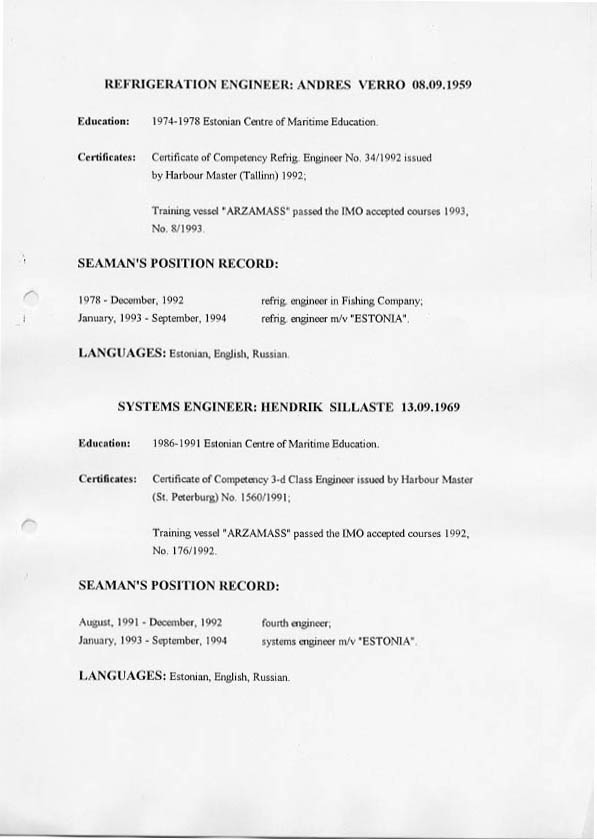 REFRIGERATION ENGINEER: ANDRES VERRO 08.09.1959
Education: 1974-1978 Estonian Centre of Maritime Education.
Certificates: Certificate of Competency Refrig. Engineer No. 34/1992 issued
by Harbour Master (Tallinn) 1992;
Training vessel "ARZAMASS" passed the IMO accepted courses 1993,
No. 8/1993.
SEAMAN'S POSITION RECORD:
1978 - December, 1992 refrig. engineer in Fishing Company;
January, 1993 - September, 1994 refrig. engineer m/v "ESTONIA".
LANGUAGES: Estonian, English, Russian.
SYSTEMS ENGINEER: HENDRIK SILLASTE 13.09.1969
Education: 1986-1991 Estonian Centre of Maritime Education.
Certificates: Certificate of Competency 3-d Class Engineer issued by Harbour Master
(St. Peterburg) No. 1560/1991;
Training vessel "ARZAMASS" passed the IMO accepted courses 1992,
No. 176/1992.
SEAMAN'S POSITION RECORD:
August, 1991 - December, 1992 fourth engineer;
January, 1993 - September, 1994 systems engineer m/v "ESTONIA".
LANGUAGES: Estonian, English, Russian.